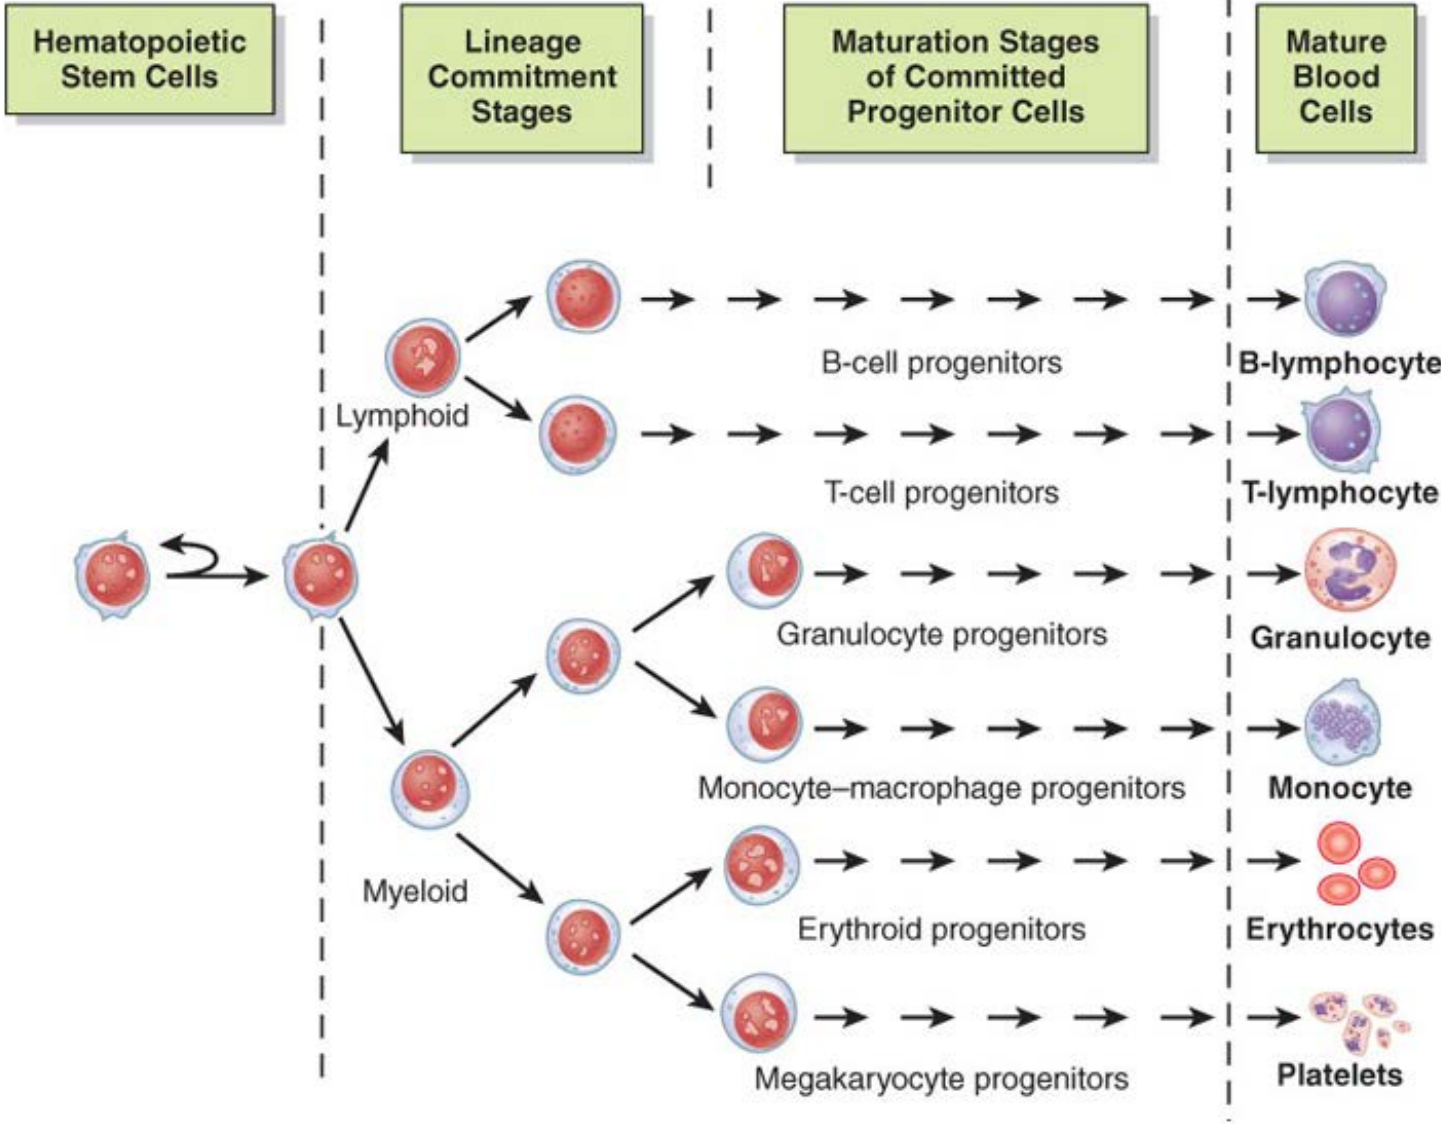 Hematopoietic
Stem Cells
Lineage
Commitment
Stages
Maturation Stages
of Committed
Progenitor Cells
Mature
Blood
Cells
B-cell progenitors
B-lymphocyte
Lymphoid
T-cell progenitors
T-lymphocyte
Granulocyte progenitors
Granulocyte
Monocyte–macrophage progenitors
Monocyte
Myeloid
Erythroid progenitors
Erythrocytes
Megakaryocyte progenitors
Platelets